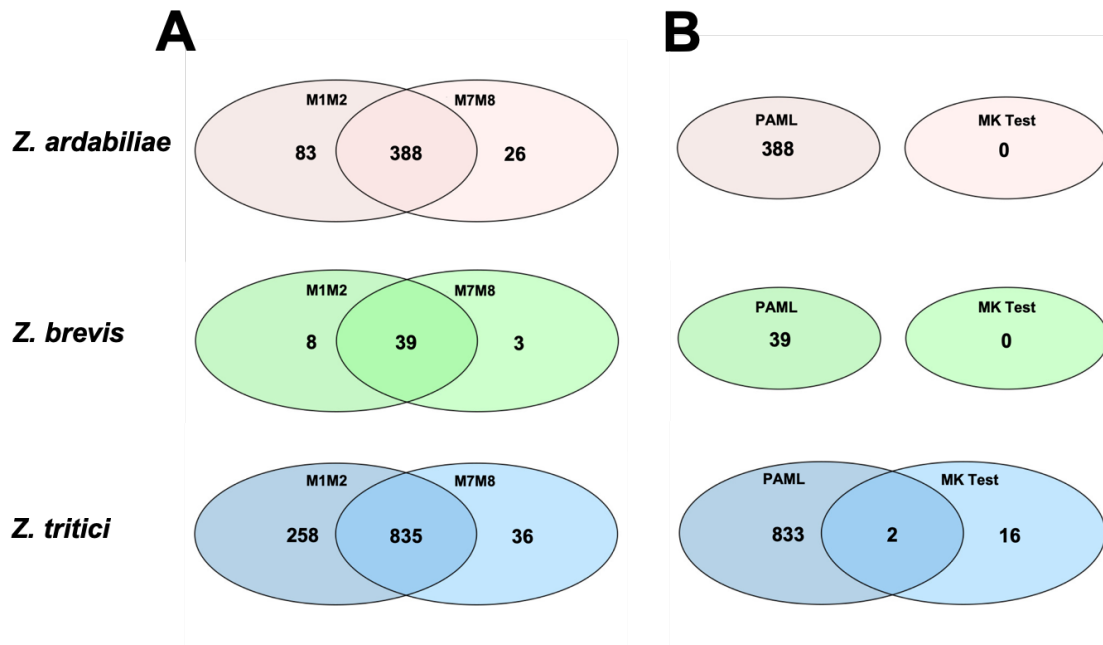 A
B
M1M2 M7M8
PAML MK Test
Z. ardabiliae
83 388 26
388 0
M1M2 M7M8
PAML MK Test
Z. brevis
8 39 3
39 0
M1M2 M7M8
PAML MK Test
Z. tritici
258 835 36
833 2 16